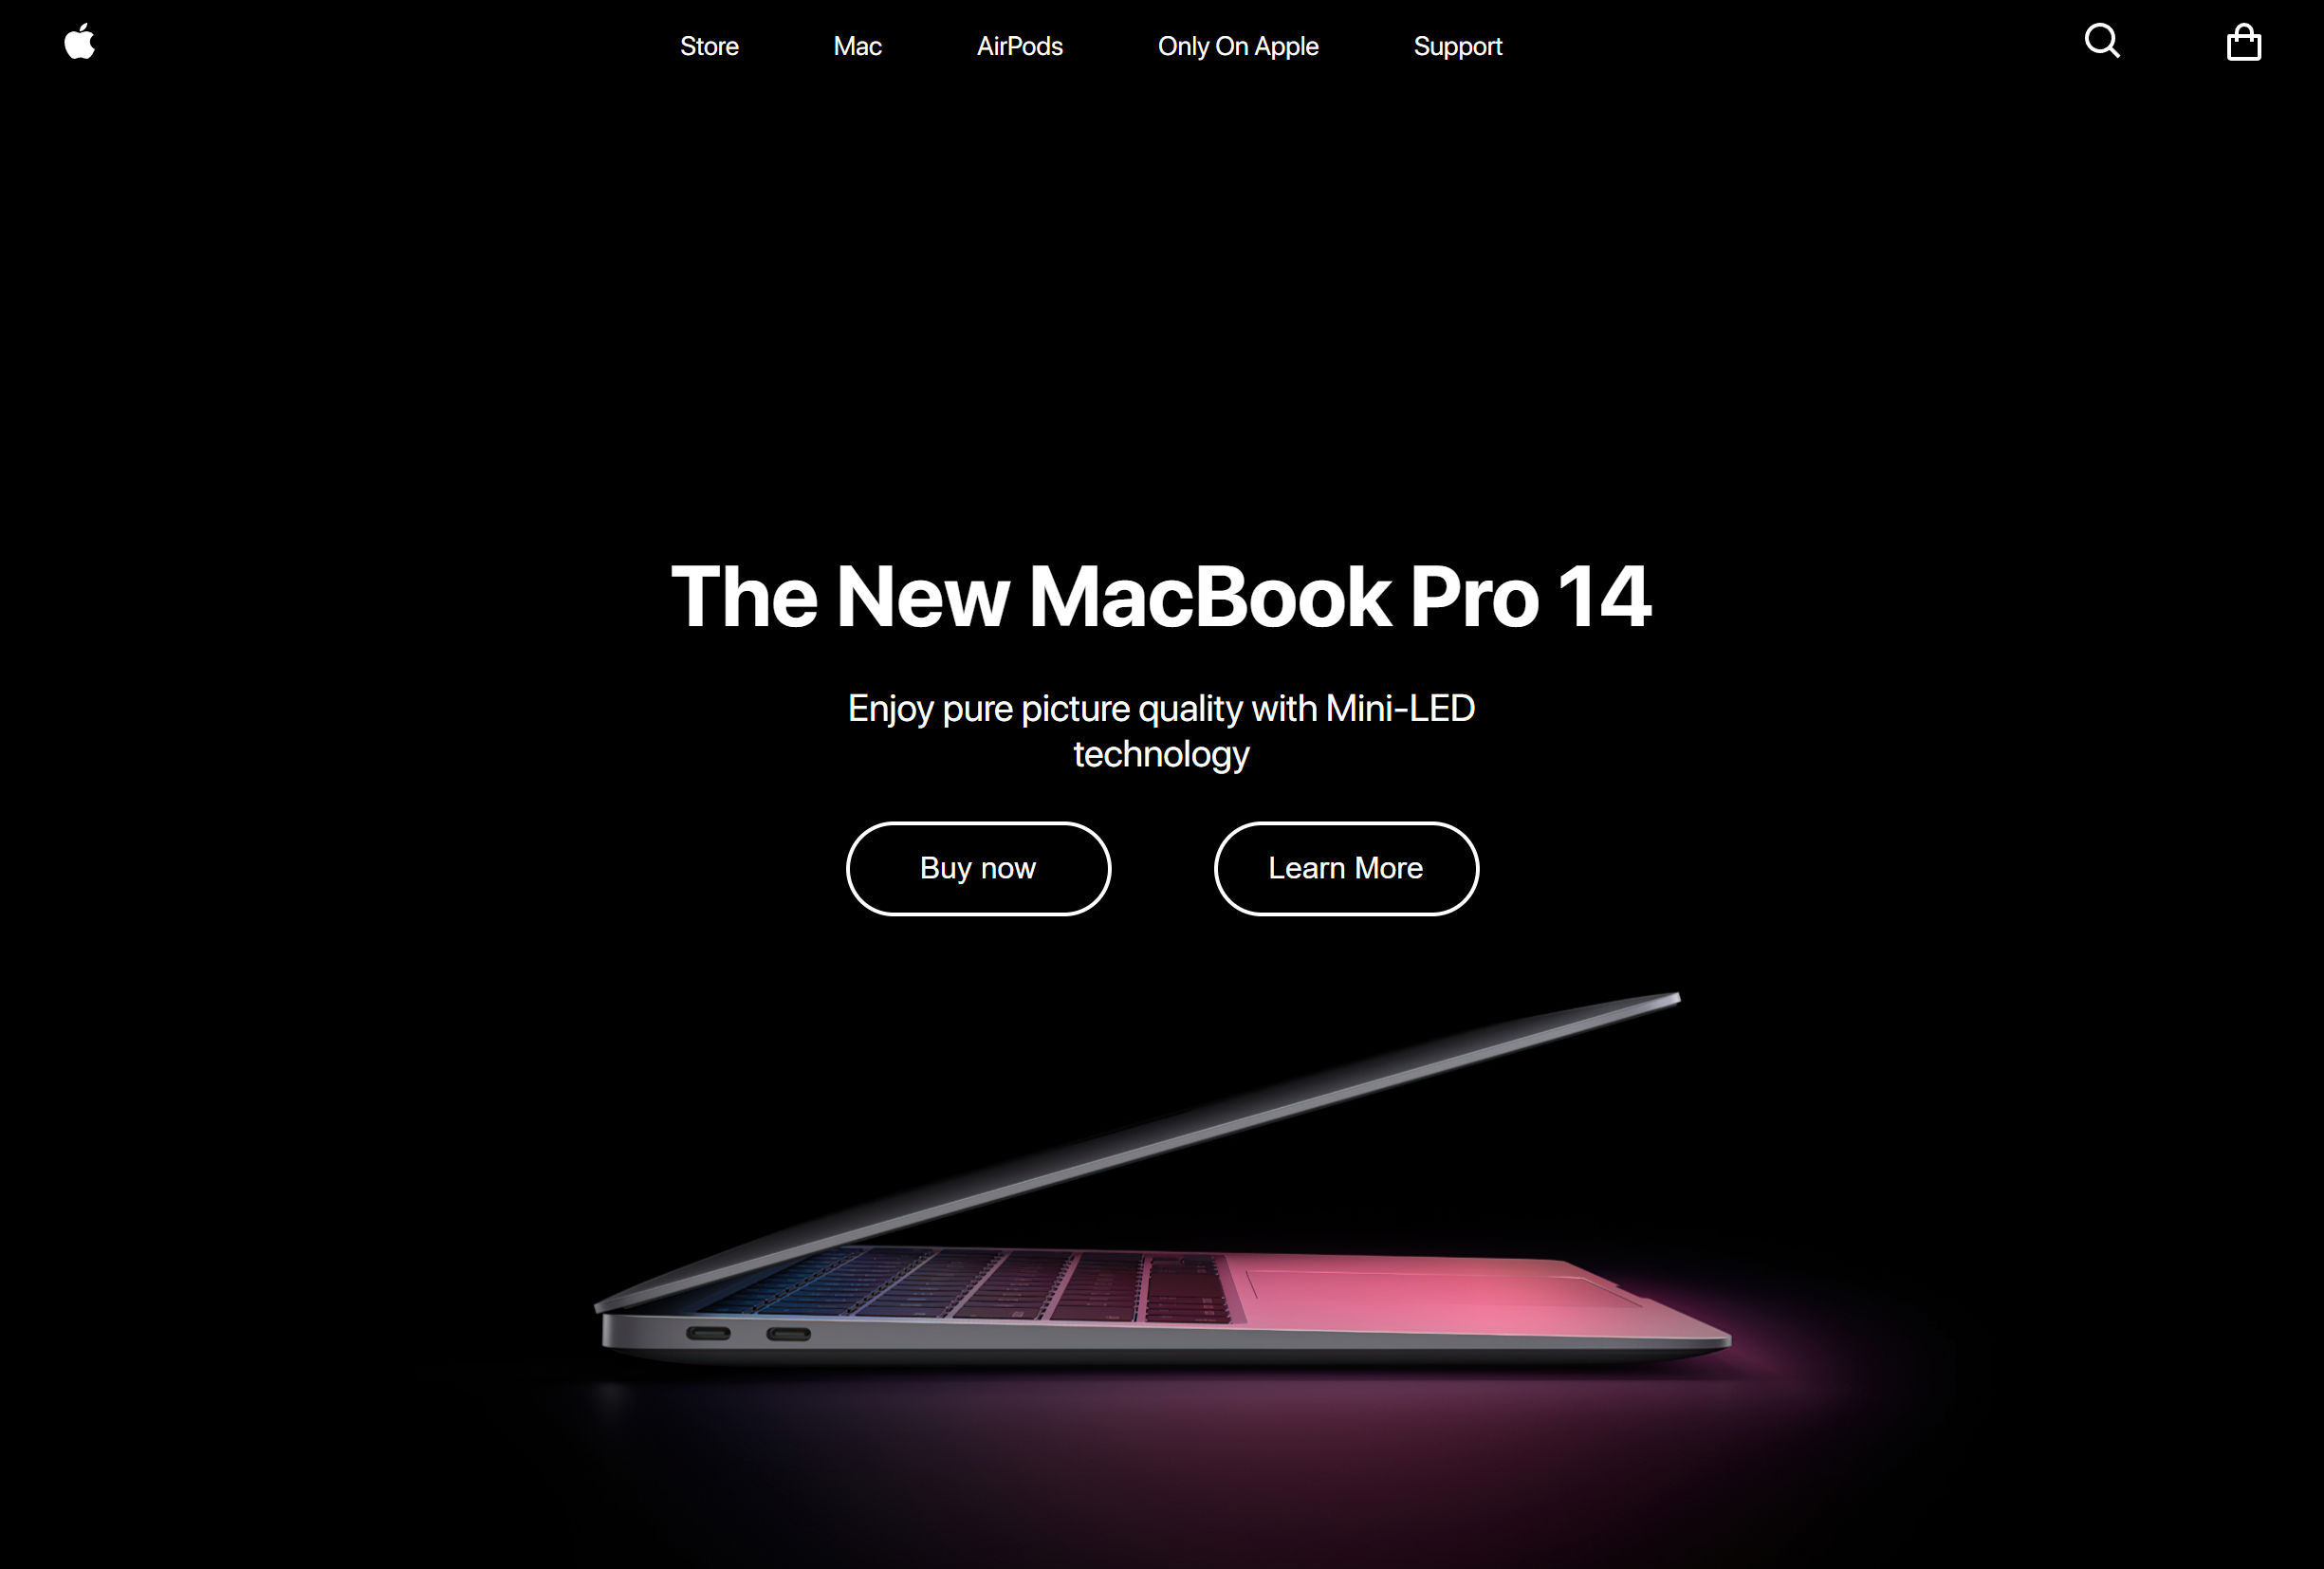 Store Mac AirPods Only On Apple Support
The New MacBook Pro 14
Enjoy pure picture quality with Mini-LED
technology
Buy now Learn More